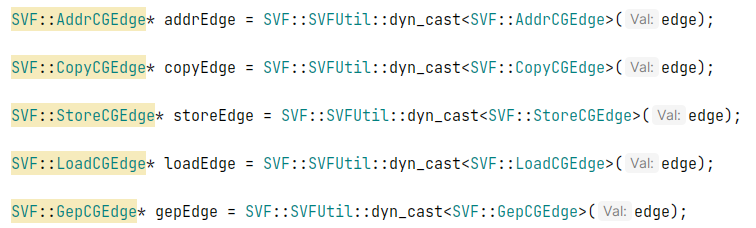 SVF::AddrCGEdge* addrEdge = SVF::SVFUtil::dyn_cast<SVF::AddrCGEdge>( Val: edge);
SVF::CopyCGEdge* copyEdge = SVF::SVFUtil::dyn_cast<SVF::CopyCGEdge>( Val: edge);
SVF::StoreCGEdge* storeEdge = SVF::SVFUtil::dyn_cast<SVF::StoreCGEdge>( Val: edge);
SVF::LoadCGEdge* loadEdge = SVF::SVFUtil::dyn_cast<SVF::LoadCGEdge>( Val: edge);
SVF::GepCGEdge* gepEdge = SVF::SVFUtil::dyn_cast<SVF::GepCGEdge>( Val: edge);